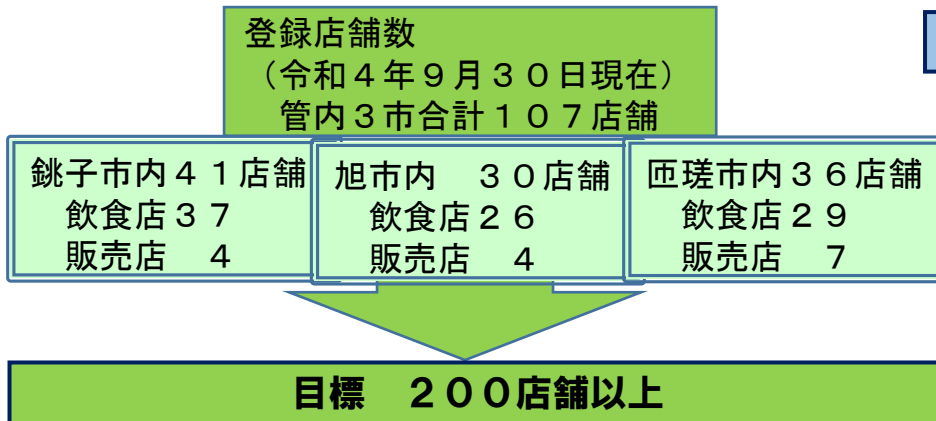 登録店舗数
（令和４年９月３０日現在）
管内３市合計１０７店舗
銚子市内４１店舗
飲食店３７
販売店　４
旭市内　３０店舗
飲食店２６
販売店　４
匝瑳市内３６店舗
飲食店２９
販売店　７
目標　２００店舗以上